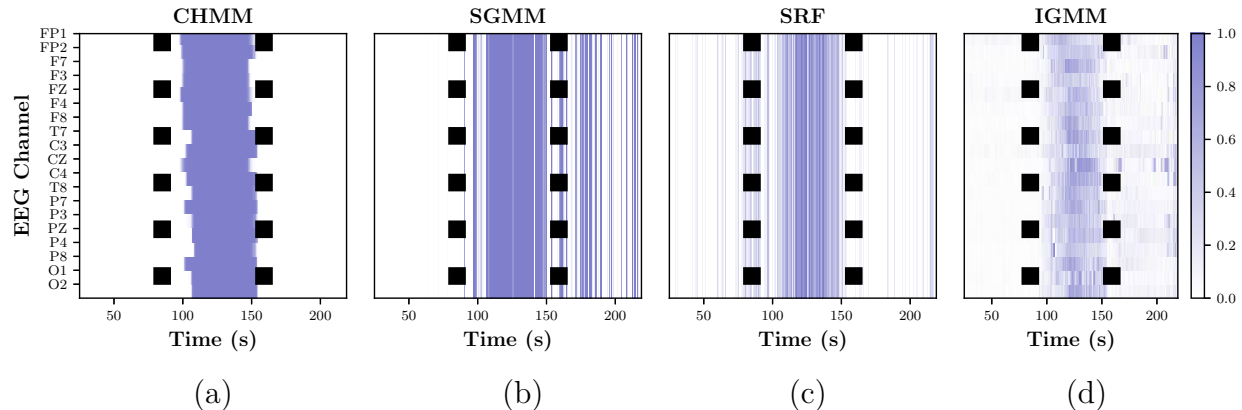 CHMM SGMM SRF IGMM
EEG Channel
FP1
FP2
F7
F3
FZ
F4
F8
T7
C3
CZ
C4
T8
P7
P3
PZ
P4
P8
O1
O2
1.0
0.8
0.6
0.4
0.2
0.0
50 100 150 200 50 100 150 200 50 100 150 200 50 100 150 200
Time (s) Time (s) Time (s) Time (s)
(a) (b) (c) (d)